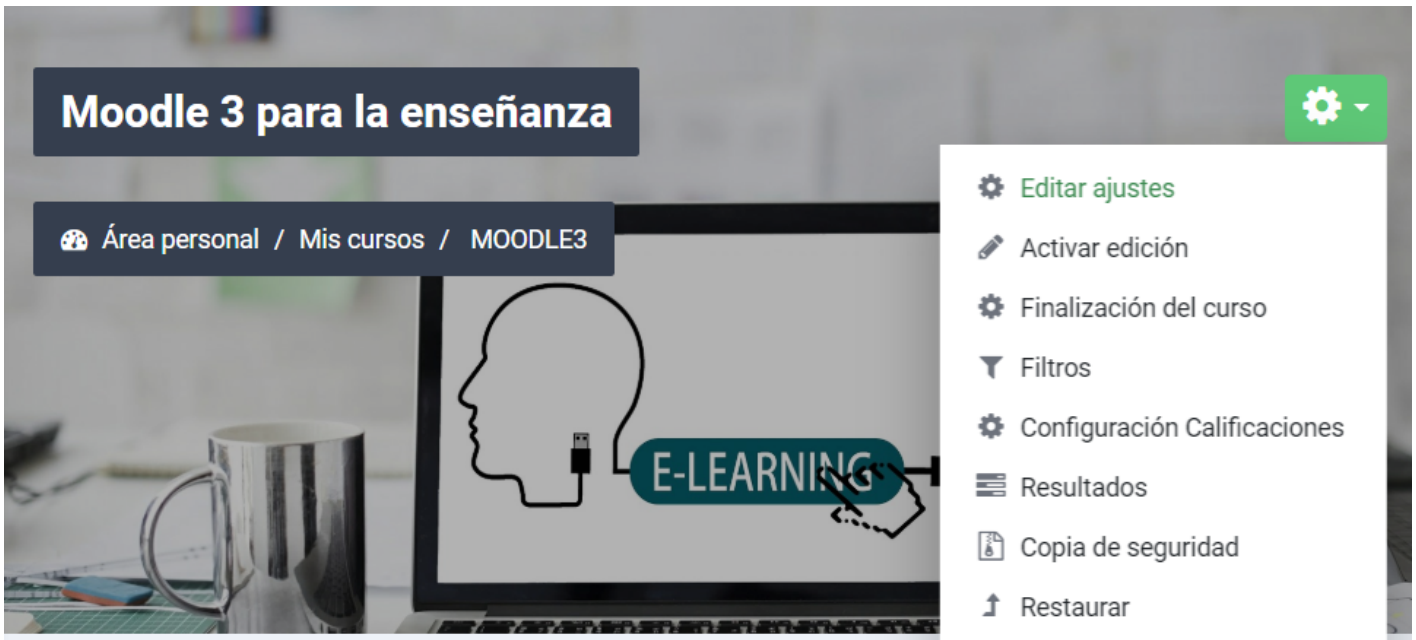 Moodle 3 para la enseñanza
Área personal / Mis cursos / MOODLE3
E-LEARNING
Editar ajustes
Activar edición
Finalización del curso
Filtros
Configuración Calificaciones
Resultados
Copia de seguridad
Restaurar